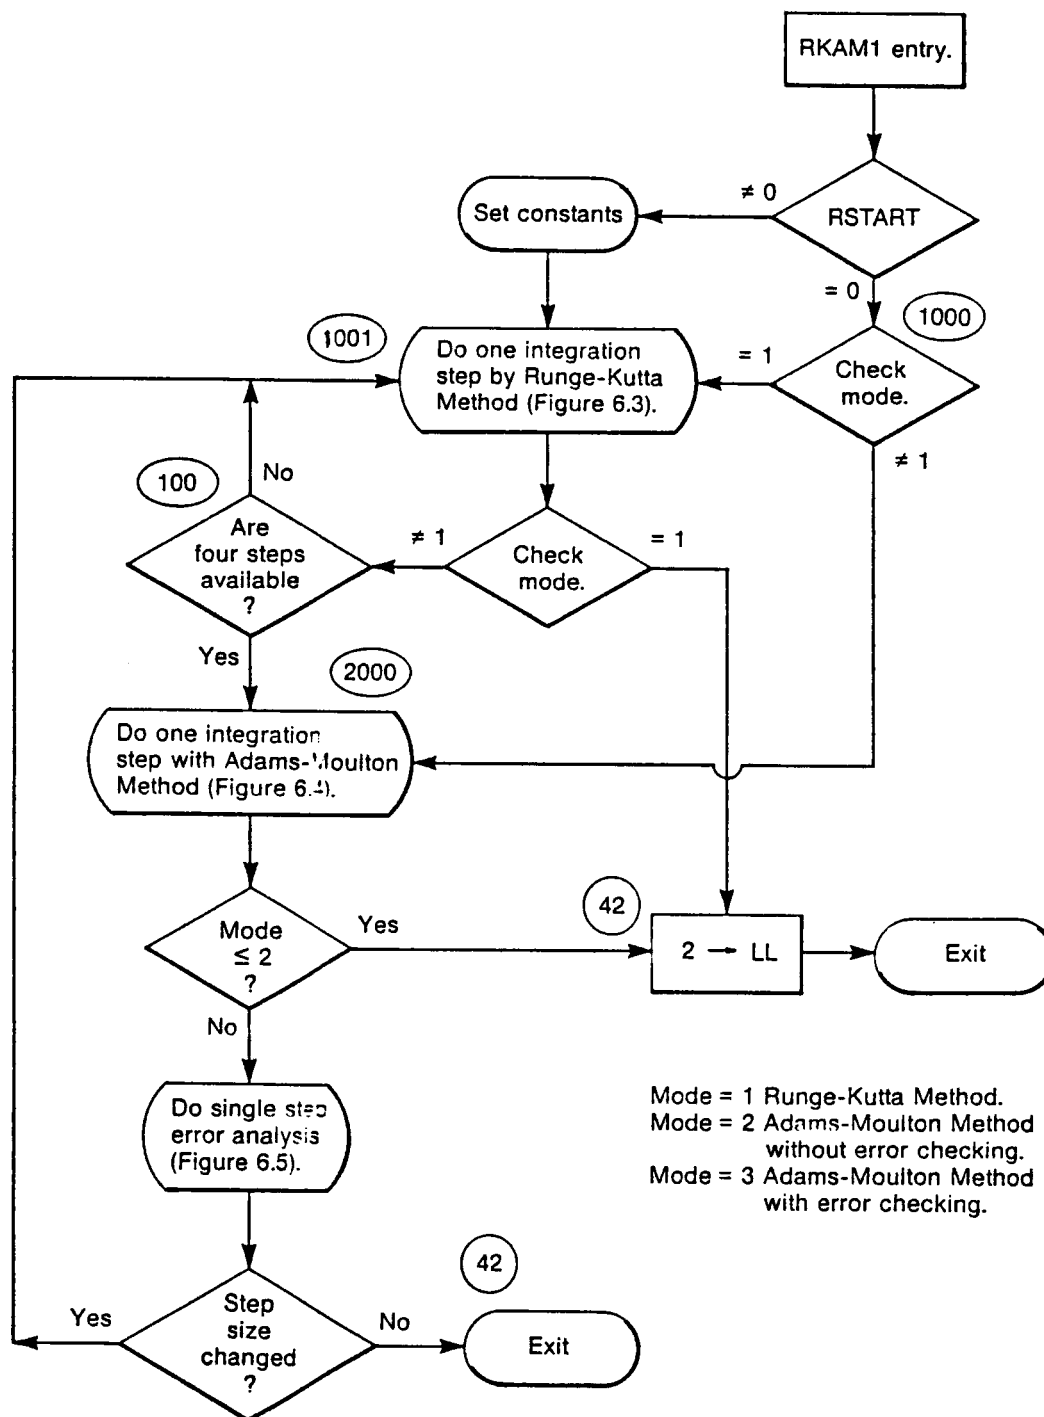 RKAM1 entry.
≠ 0
Set constants
RSTART
= 0
1000
1001
Do one integration
step by Runge-Kutta
Method (Figure 6.3).
= 1
Check
mode.
≠ 1
100
No
Are
four steps
available
?
≠ 1
Check
mode.
= 1
Yes
2000
Do one integration
step with Adams-Moulton
Method (Figure 6.4).
42
Mode
≤ 2
?
Yes
2 → LL
Exit
No
Do single step
error analysis
(Figure 6.5).
Mode = 1 Runge-Kutta Method.
Mode = 2 Adams-Moulton Method
without error checking.
Mode = 3 Adams-Moulton Method
with error checking.
42
Yes
Step
size
changed
?
No
Exit